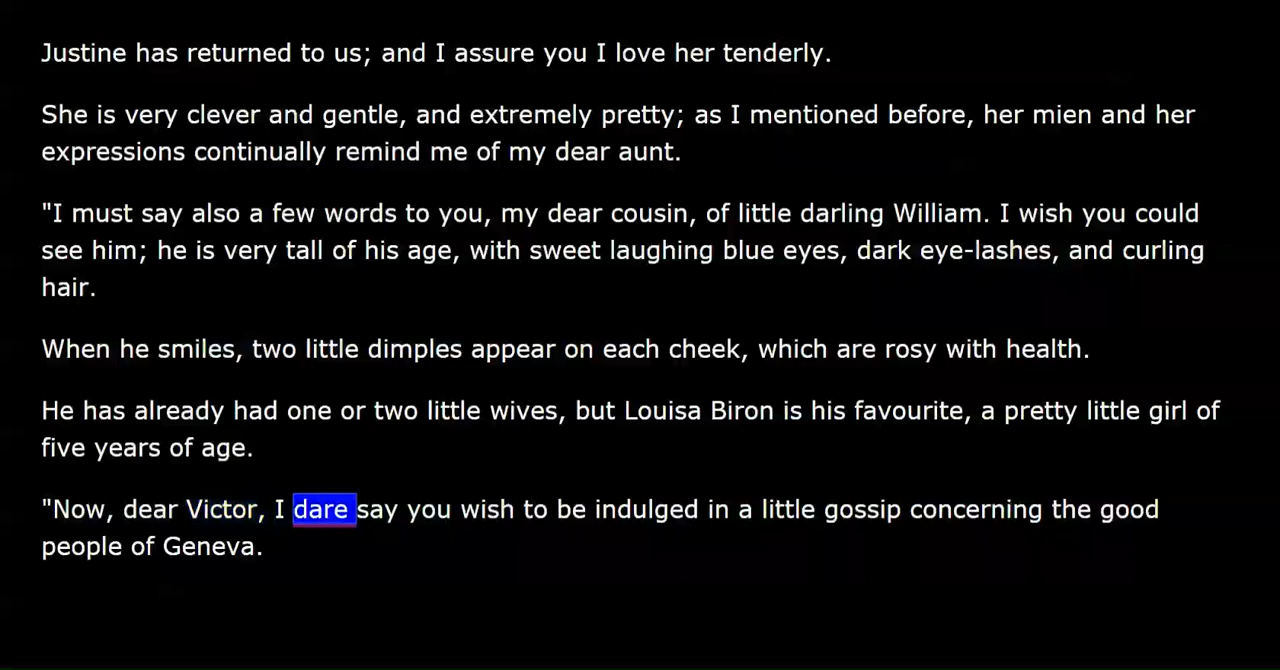 Justine has returned to us; and I assure you I love her tenderly.
She is very clever and gentle, and extremely pretty; as I mentioned before, her mien and her
expressions continually remind me of my dear aunt.
"I must say also a few words to you, my dear cousin, of little darling William. I wish you could
see him; he is very tall of his age, with sweet laughing blue eyes, dark eye-lashes, and curling
hair.
When he smiles, two little dimples appear on each cheek, which are rosy with health.
He has already had one or two little wives, but Louisa Biron is his favourite, a pretty little girl of
five years of age.
"Now, dear Victor, I dare say you wish to be indulged in a little gossip concerning the good
people of Geneva.